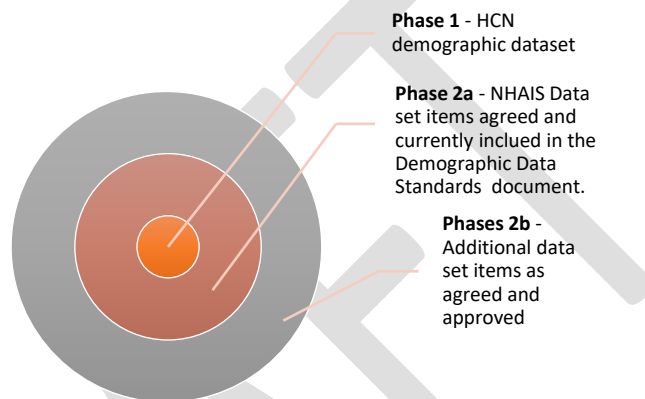 Phase 1 - HCN
demographic dataset
Phase 2a - NHAIS Data
set items agreed and
currently inclued in the
Demographic Data
Standards document.
Phases 2b -
Additional data
set items as
agreed and
approved